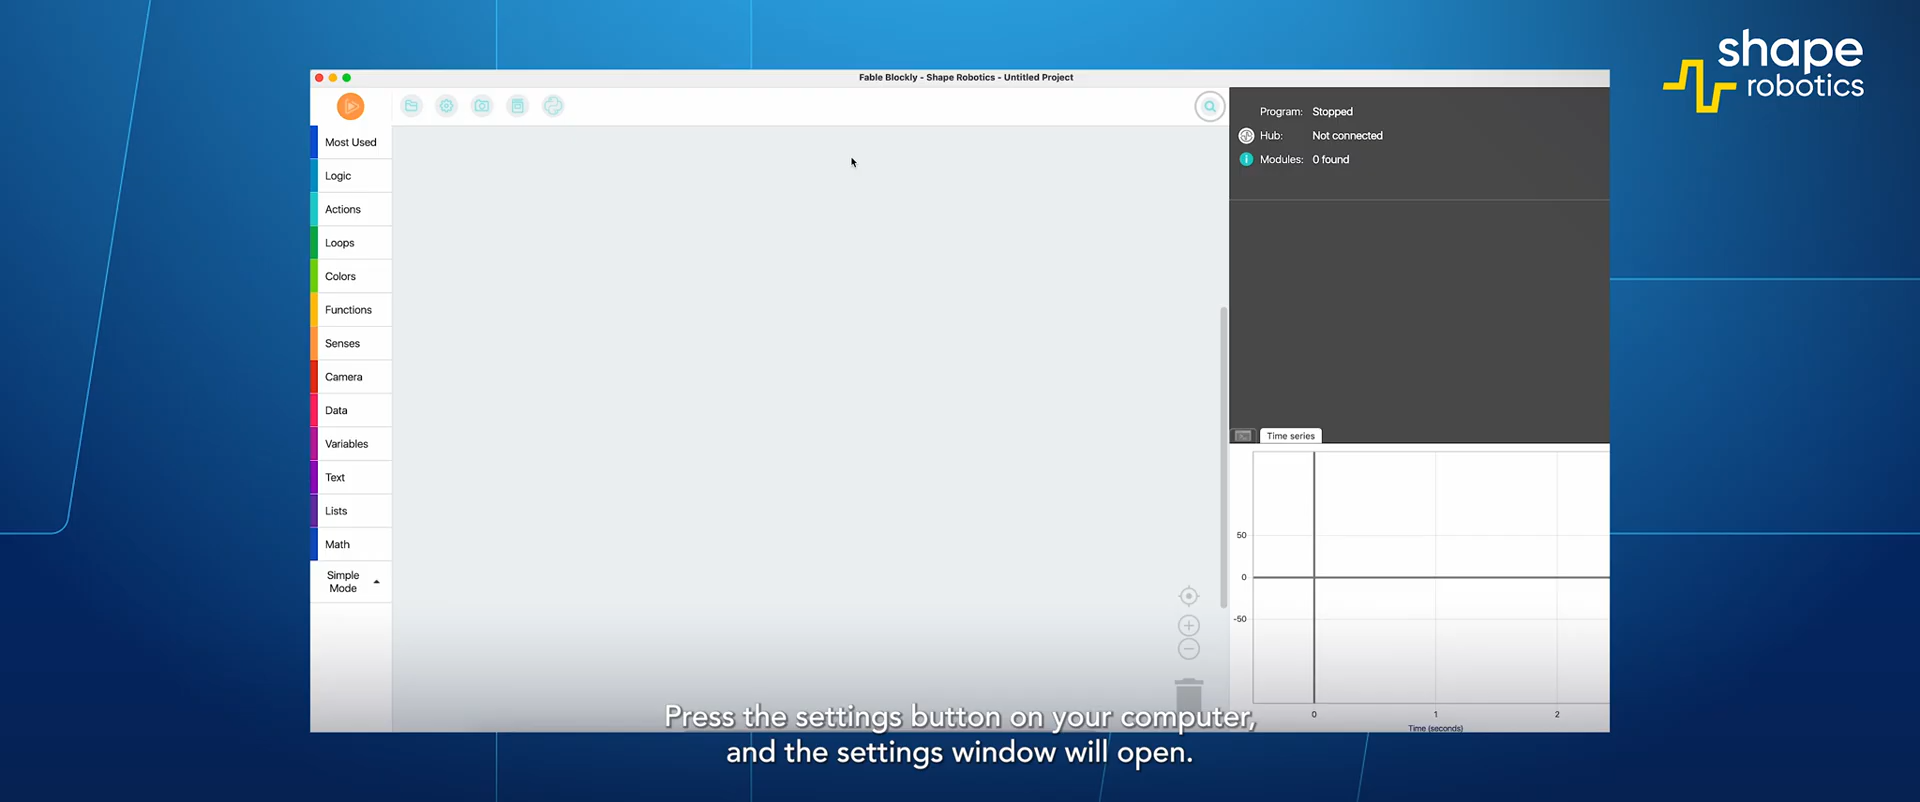 shape
robotics
Fable Blockly - Shape Robotics - Untitled Project
Most Used
Logic
Actions
Loops
Colors
Functions
Senses
Camera
Data
Variables
Text
Lists
Math
Simple
Mode
Program: Stopped
Hub: Not connected
Modules: 0 found
Time series
50
0
-50
0 1 2
Time (seconds)
Press the settings button on your computer,
and the settings window will open.